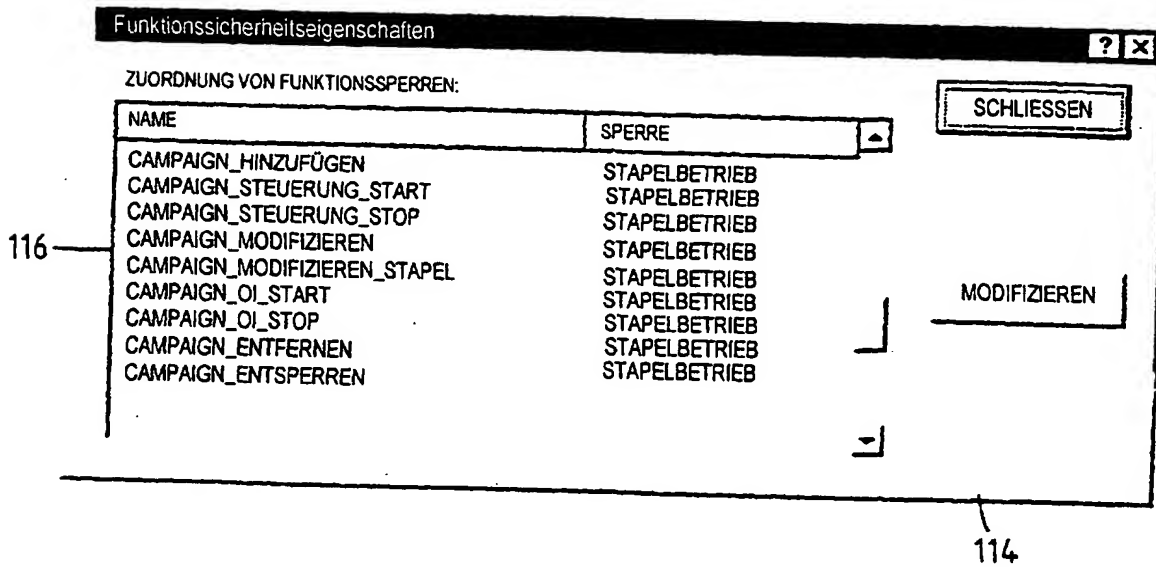 Funktionssicherheitseigenschaften ? X
ZUORDNUNG VON FUNKTIONSSPERREN:
SCHLIESSEN
NAME SPERRE
CAMPAIGN_HINZUFÜGEN STAPELBETRIEB
CAMPAIGN_STEUERUNG_START STAPELBETRIEB
CAMPAIGN_STEUERUNG_STOP STAPELBETRIEB
CAMPAIGN_MODIFIZIEREN STAPELBETRIEB
CAMPAIGN_MODIFIZIEREN_STAPEL STAPELBETRIEB
CAMPAIGN_OI_START STAPELBETRIEB
CAMPAIGN_OI_STOP STAPELBETRIEB
CAMPAIGN_ENTFERNEN STAPELBETRIEB
CAMPAIGN_ENTSPERREN STAPELBETRIEB
MODIFIZIEREN
116
114